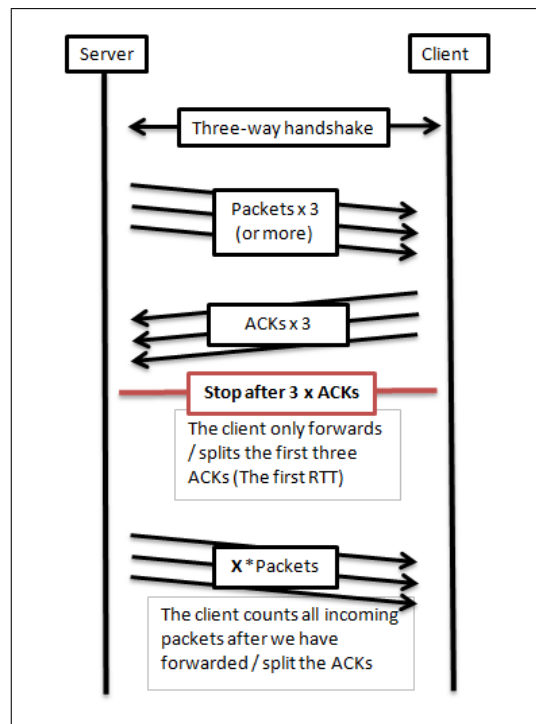 Server
Client
Three-way handshake
Packets x 3
(or more)
ACKs x 3
Stop after 3 x ACKs
The client only forwards
/ splits the first three
ACKs (The first RTT)
X * Packets
The client counts all incoming
packets after we have
forwarded / split the ACKs